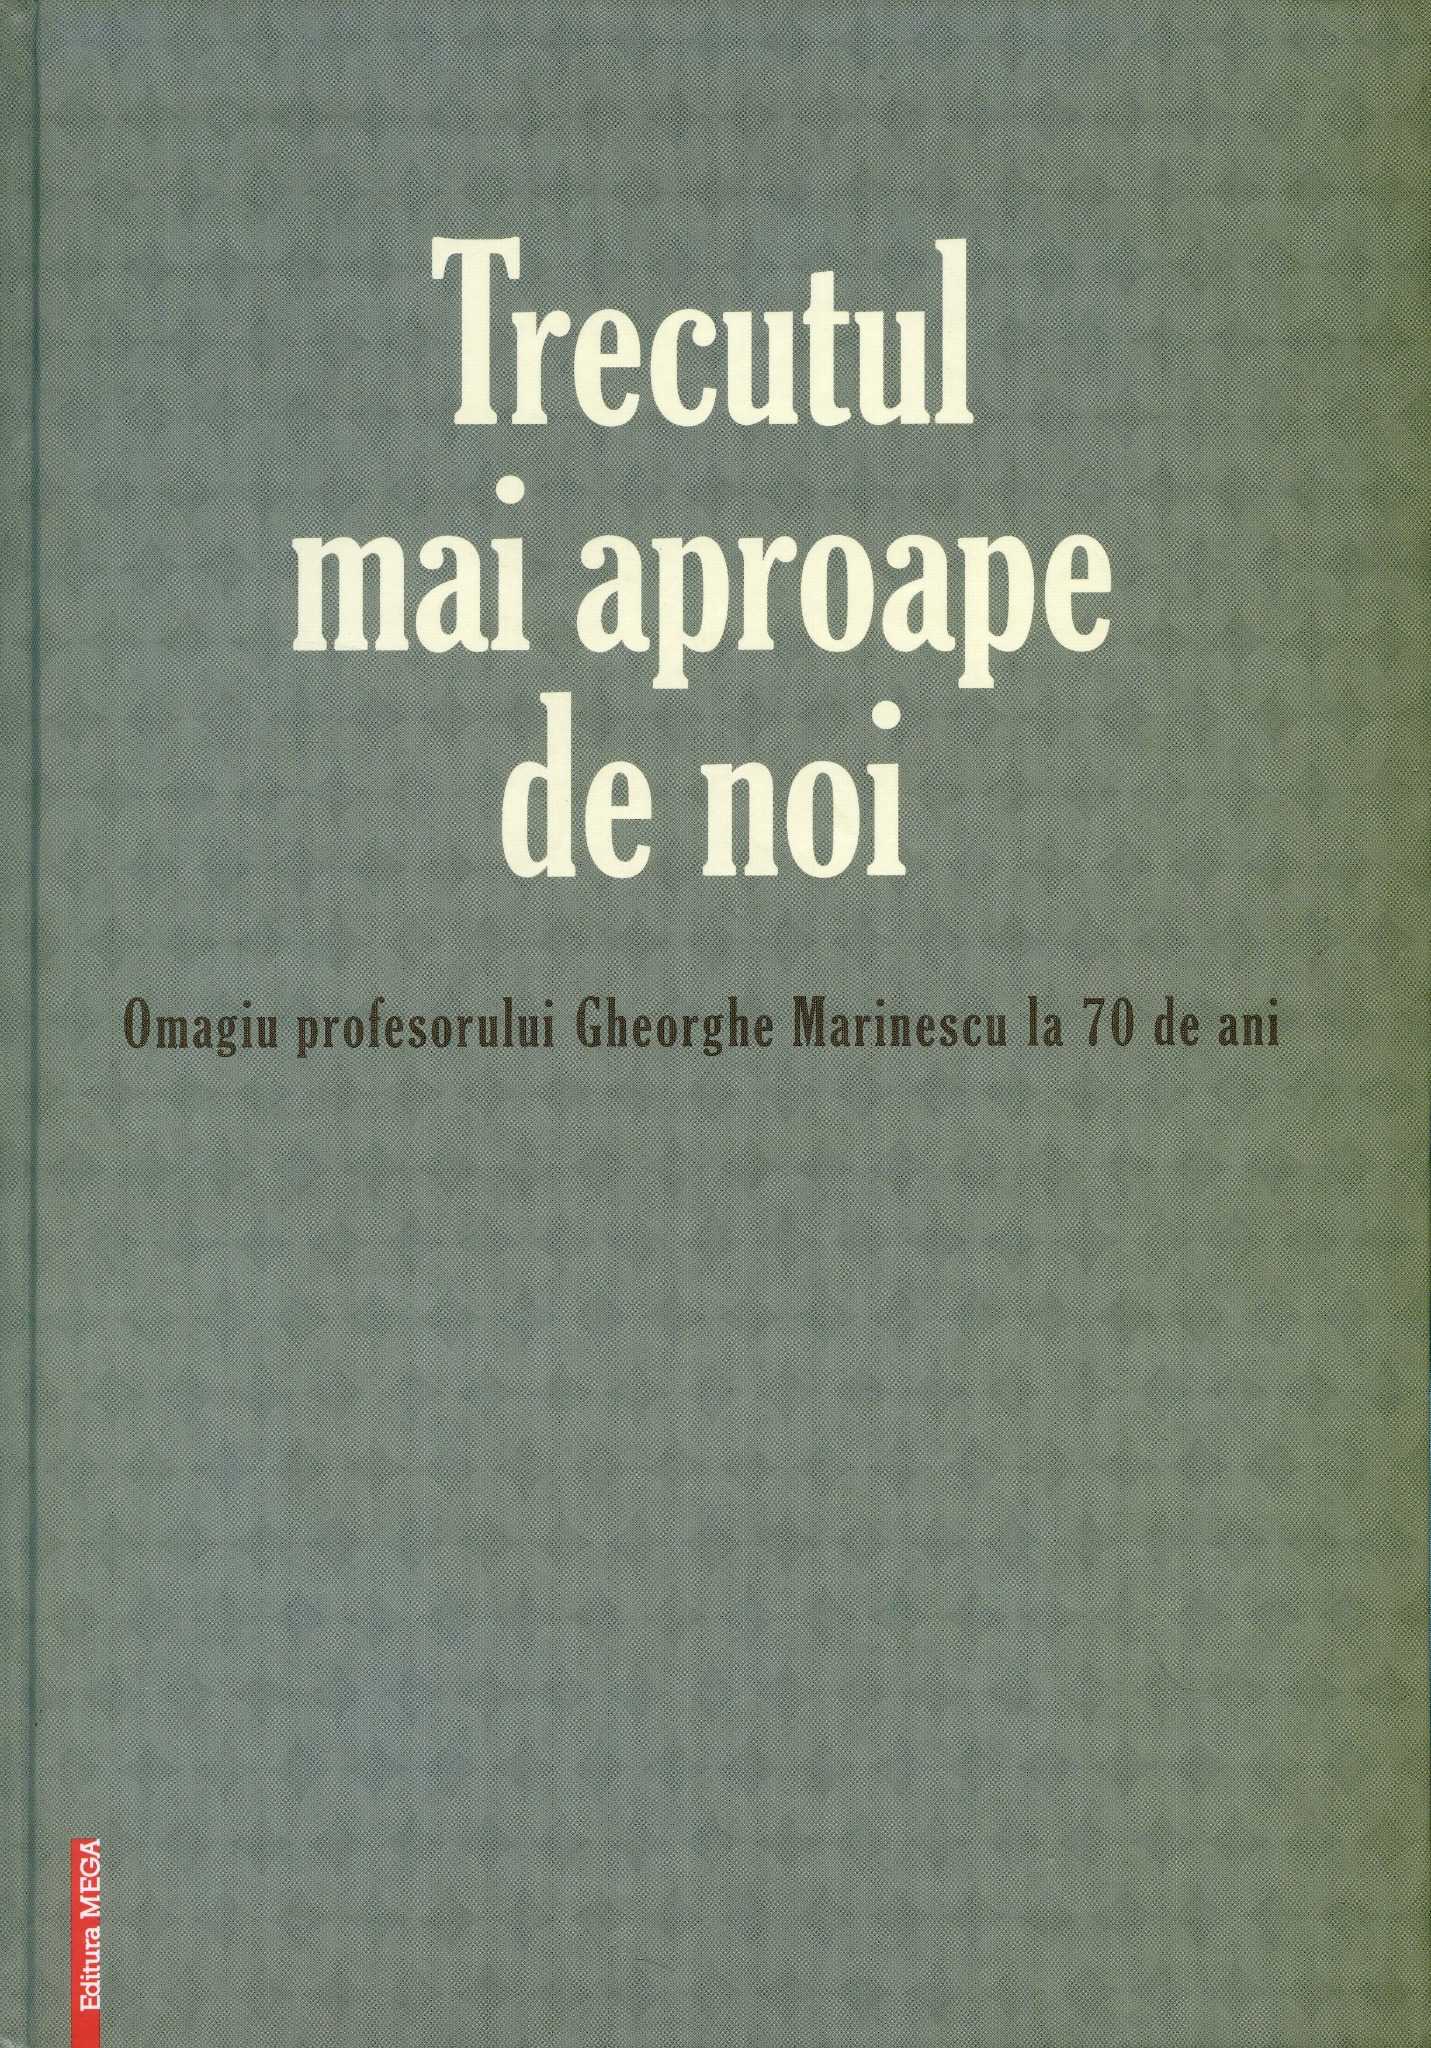 Trecutul
mai aproape
de noi
Omagiu profesorului Gheorghe Marinescu la 70 de ani
Editura MEGA